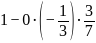 1 − 0 · (−1/3) · 3/7